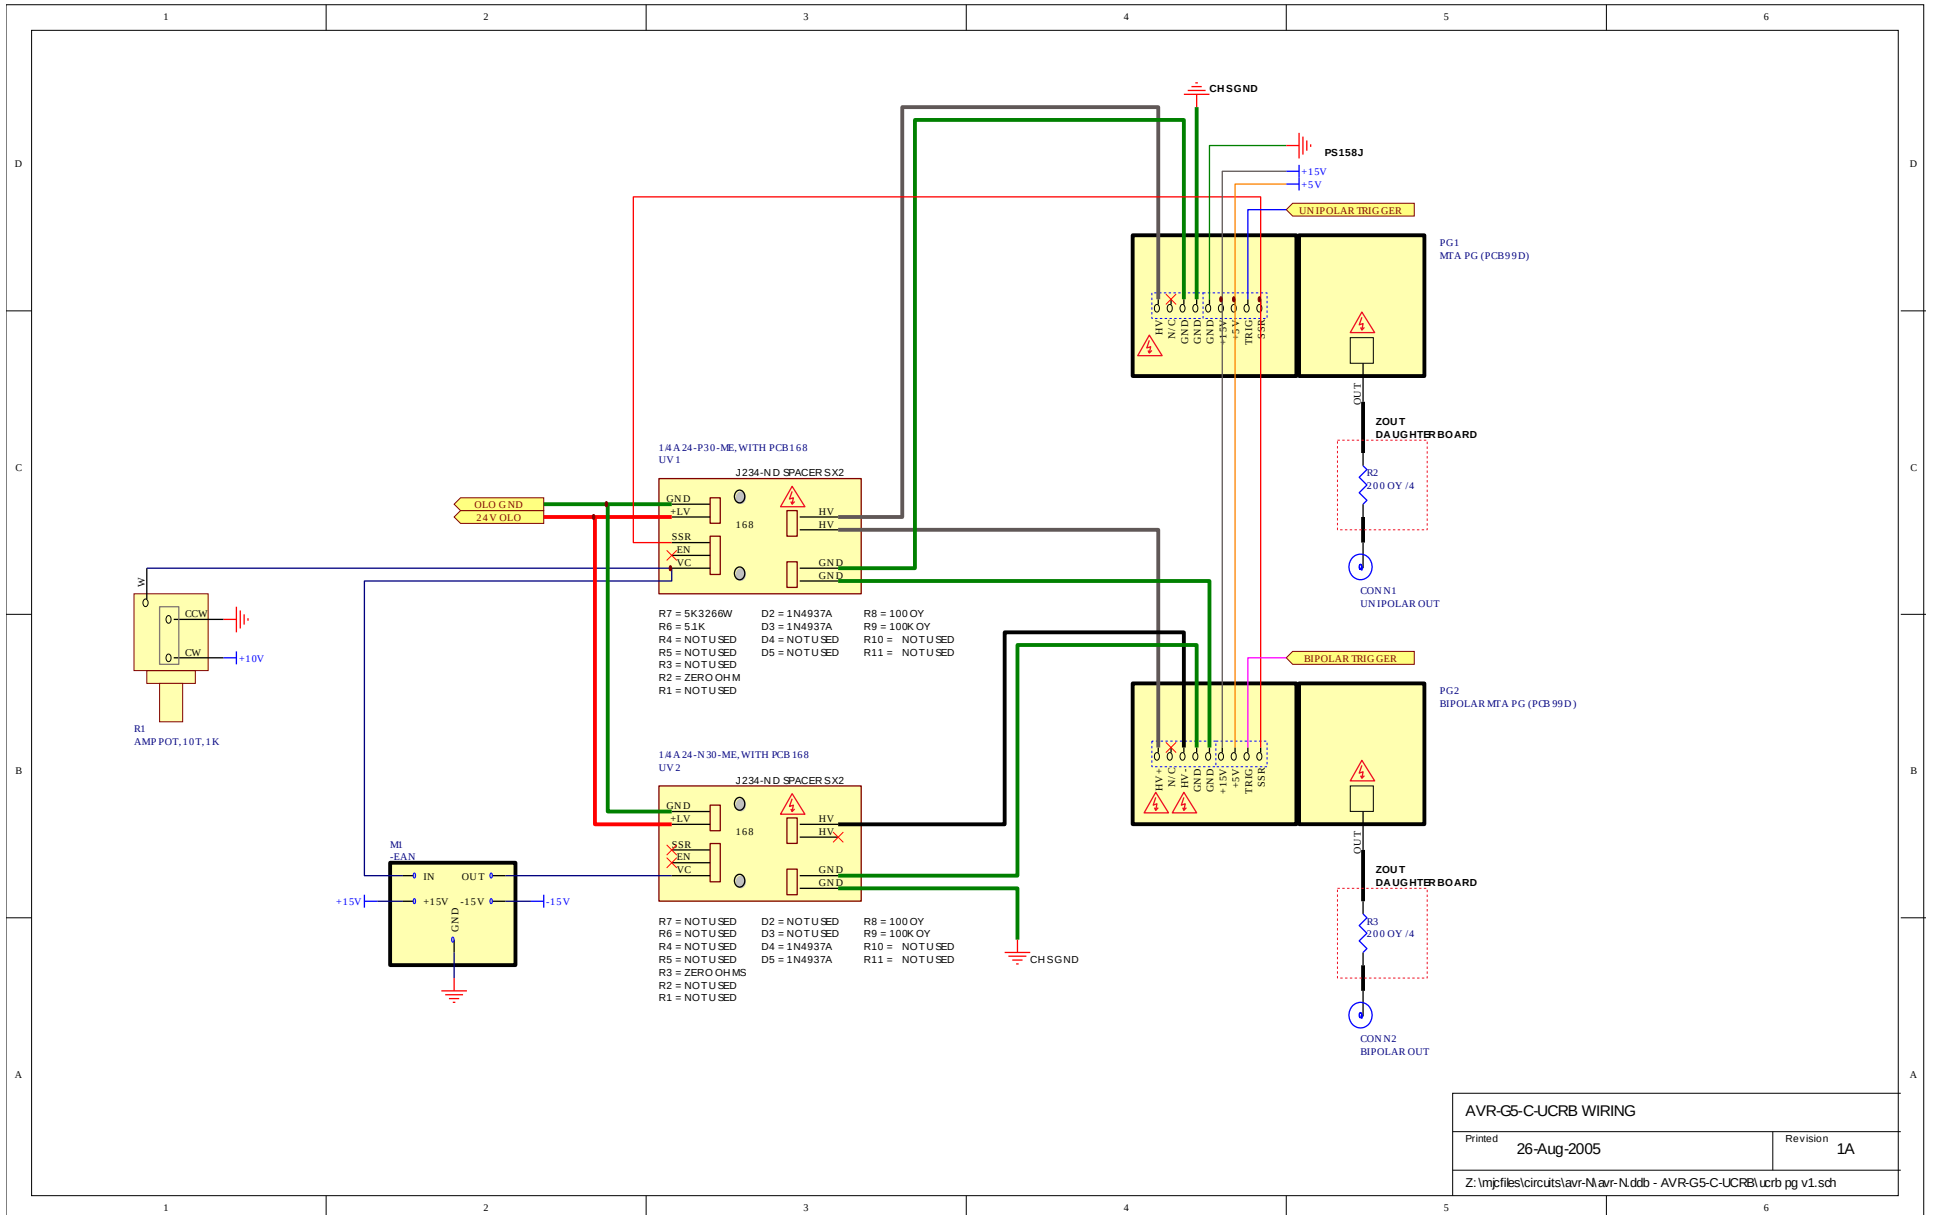 1 2 3 4 5 6
CHSGND
D
PS158J
D
+15V
+5V
UNIPOLAR TRIGGER
PG1
MTA PG (PCB99D)
HV
N/C
GND
GND
GND
+15V
+5V
TRIG
SSR
OUT
ZOUT
DAUGHTERBOARD
R2
200 OY /4
CONN1
UNIPOLAR OUT
C
C
1/4A24-P30-ME, WITH PCB168
UV1
J234-ND SPACERS X2
OLO GND
24V OLO
GND
+LV
168
HV
HV
SSR
EN
VC
GND
GND
R7 = 5K3266W D2 = 1N4937A R8 = 100 OY
R6 = 5.1K D3 = 1N4937A R9 = 100K OY
R4 = NOT USED D4 = NOT USED R10 = NOT USED
R5 = NOT USED D5 = NOT USED R11 = NOT USED
R3 = NOT USED
R2 = ZERO OHM
R1 = NOT USED
W
CCW
CW
+10V
R1
AMP POT, 10T, 1K
BIPOLAR TRIGGER
PG2
BIPOLAR MTA PG (PCB99D)
HV+
N/C
HV-
GND
GND
+15V
+5V
TRIG
SSR
OUT
ZOUT
DAUGHTERBOARD
R3
200 OY /4
CONN2
BIPOLAR OUT
B
B
1/4A24-N30-ME, WITH PCB168
UV2
J234-ND SPACERS X2
GND
+LV
168
HV
HV
SSR
EN
VC
GND
GND
M1
-EAN
IN OUT
+15V +15V -15V -15V
GND
R7 = NOT USED D2 = NOT USED R8 = 100 OY
R6 = NOT USED D3 = NOT USED R9 = 100K OY
R4 = NOT USED D4 = 1N4937A R10 = NOT USED
R5 = NOT USED D5 = 1N4937A R11 = NOT USED
R3 = ZERO OHMS
R2 = NOT USED
R1 = NOT USED
CHSGND
A
A
AVR-G5-C-UCRB WIRING
Printed 26-Aug-2005 Revision 1A
Z:\mjcfiles\circuits\avr-N\avr-N.ddb - AVR-G5-C-UCRB\ucrb pg v1.sch
1 2 3 4 5 6